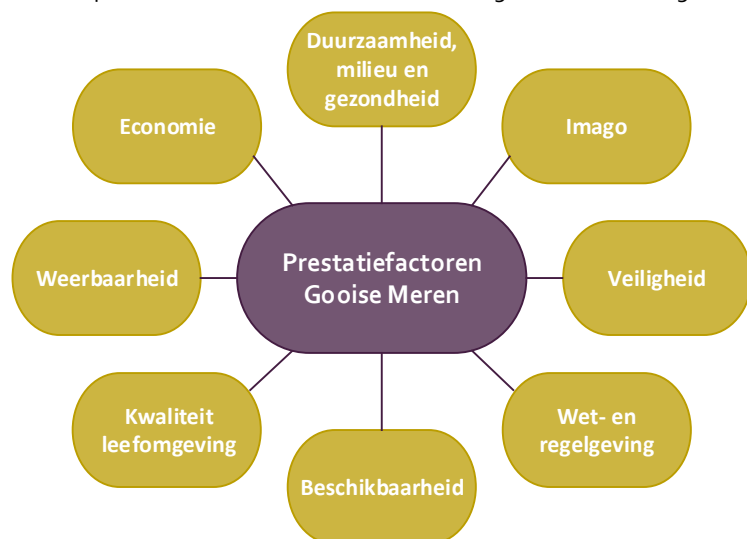 Duurzaamheid,
milieu en
gezondheid
Economie
Imago
Prestatiefactoren
Gooise Meren
Weerbaarheid
Veiligheid
Kwaliteit
leefomgeving
Wet- en
regelgeving
Beschikbaarheid